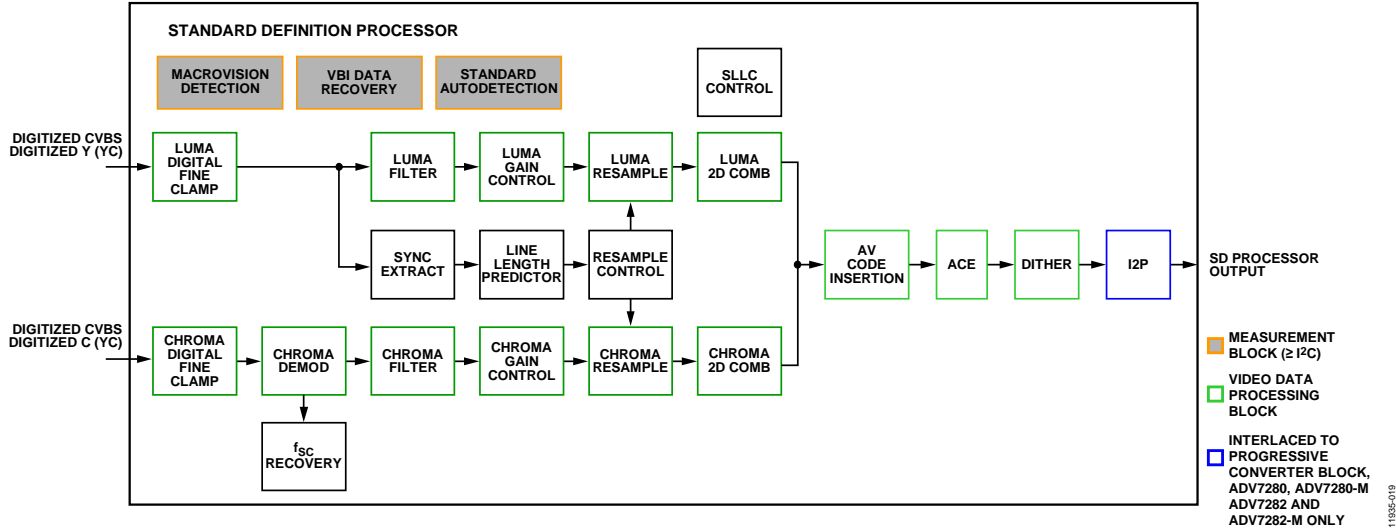 STANDARD DEFINITION PROCESSOR
MACROVISION
DETECTION
VBI DATA
RECOVERY
STANDARD
AUTODETECTION
SLLC
CONTROL
DIGITIZED CVBS
DIGITIZED Y (YC)
LUMA
DIGITAL
FINE
CLAMP
LUMA
FILTER
LUMA
GAIN
CONTROL
LUMA
RESAMPLE
LUMA
2D COMB
SYNC
EXTRACT
LINE
LENGTH
PREDICTOR
RESAMPLE
CONTROL
AV
CODE
INSERTION
ACE
DITHER
I2P
SD PROCESSOR
OUTPUT
DIGITIZED CVBS
DIGITIZED C (YC)
CHROMA
DIGITAL
FINE
CLAMP
CHROMA
DEMOD
CHROMA
FILTER
CHROMA
GAIN
CONTROL
CHROMA
RESAMPLE
CHROMA
2D COMB
fSC
RECOVERY
MEASUREMENT
BLOCK (≥ I2C)
VIDEO DATA
PROCESSING
BLOCK
INTERLACED TO
PROGRESSIVE
CONVERTER BLOCK,
ADV7280, ADV7280-M
ADV7282 AND
ADV7282-M ONLY
11935-019